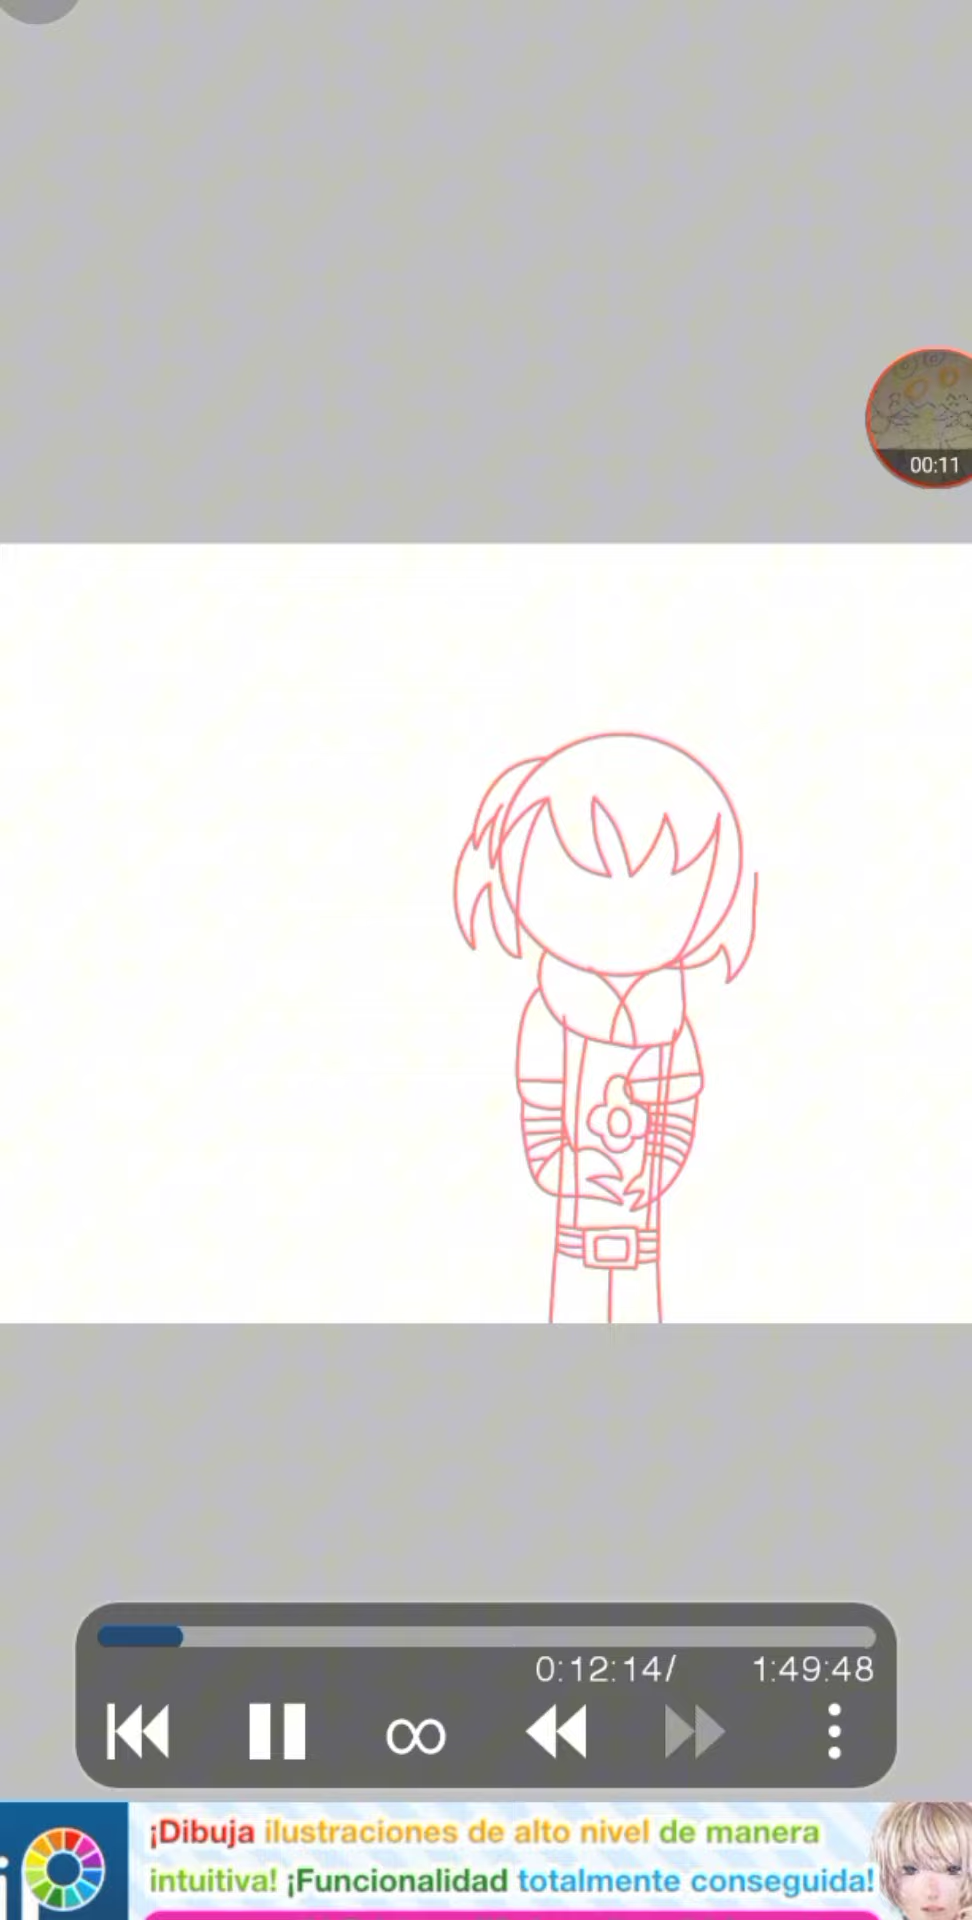 00:11
0:12:14/ 1:49:48
¡Dibuja ilustraciones de alto nivel de manera
intuitiva! ¡Funcionalidad totalmente conseguida!